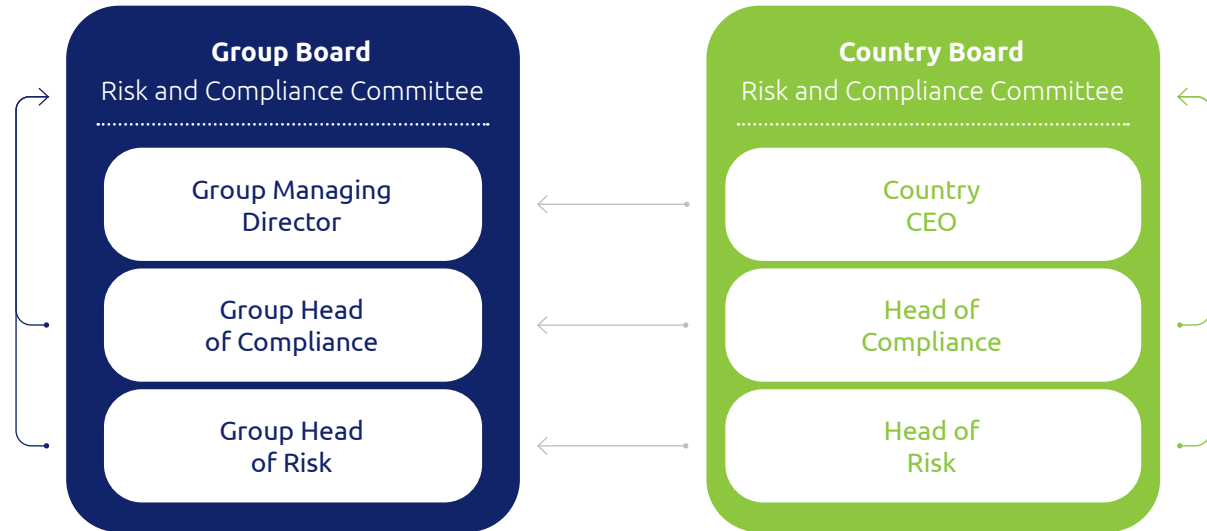 Group Board
Risk and Compliance Committee
Group Managing
Director
Group Head
of Compliance
Group Head
of Risk
Country Board
Risk and Compliance Committee
Country
CEO
Head of
Compliance
Head of
Risk